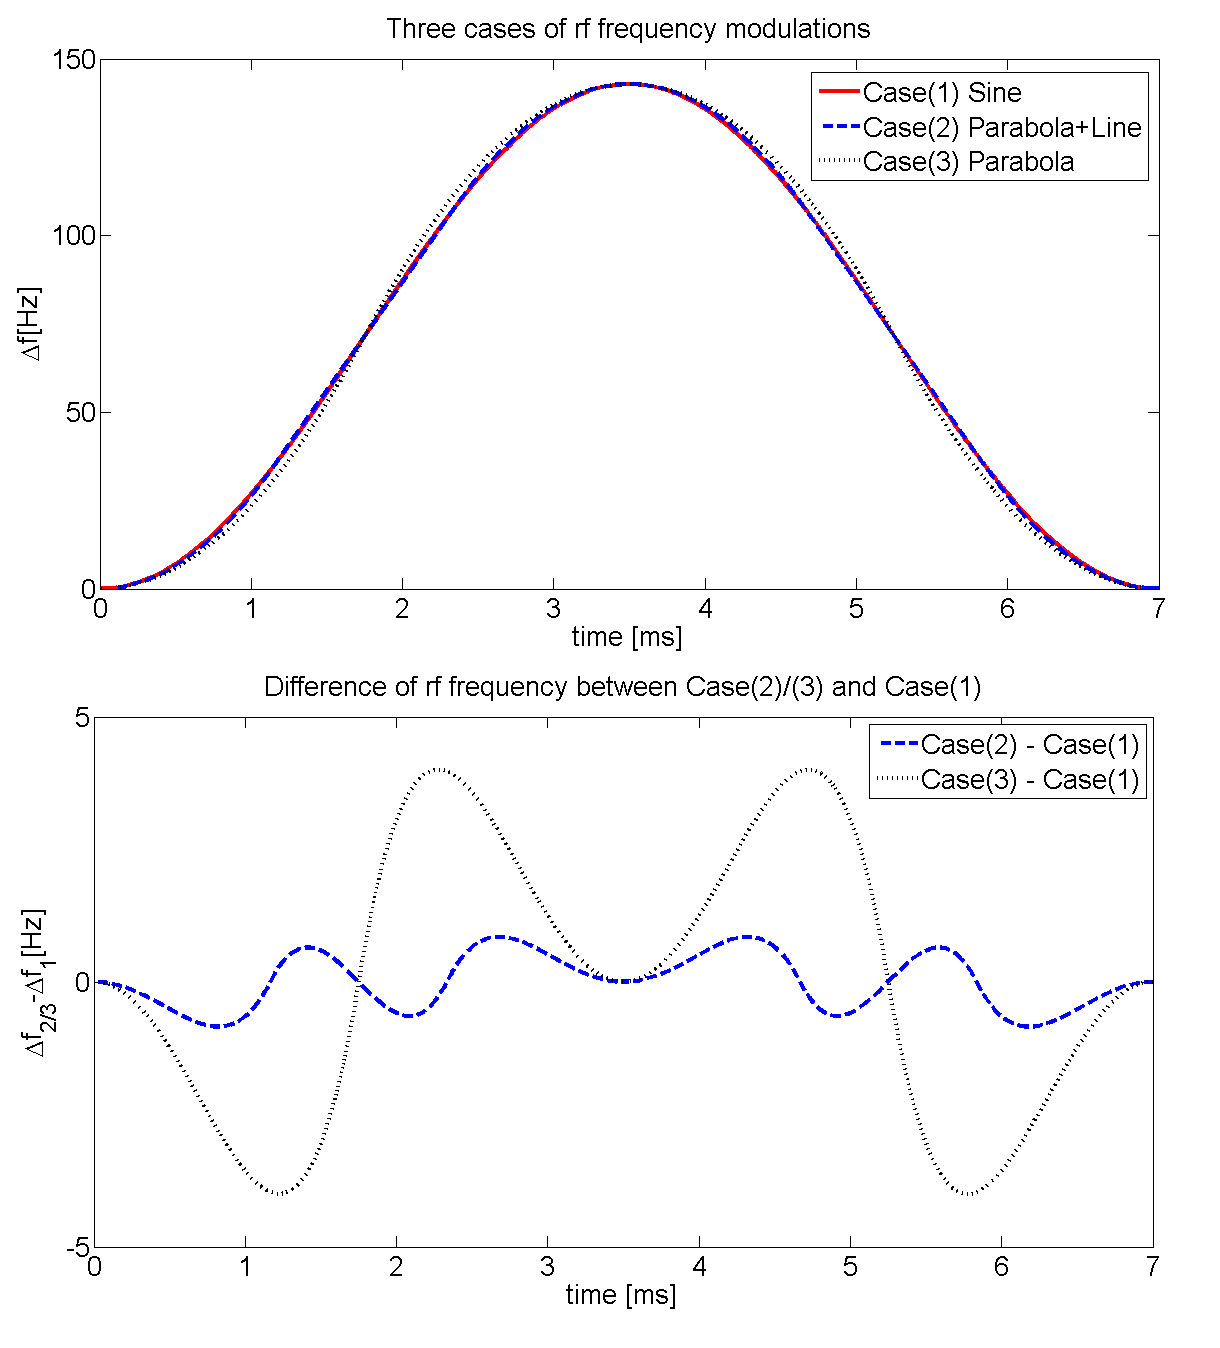 Three cases of rf frequency modulations
150
100
50
0
Δf[Hz]
Case(1) Sine
Case(2) Parabola+Line
Case(3) Parabola
0 1 2 3 4 5 6 7
time [ms]
Difference of rf frequency between Case(2)/(3) and Case(1)
5
0
-5
Δf2/3-Δf1[Hz]
Case(2) - Case(1)
Case(3) - Case(1)
0 1 2 3 4 5 6 7
time [ms]